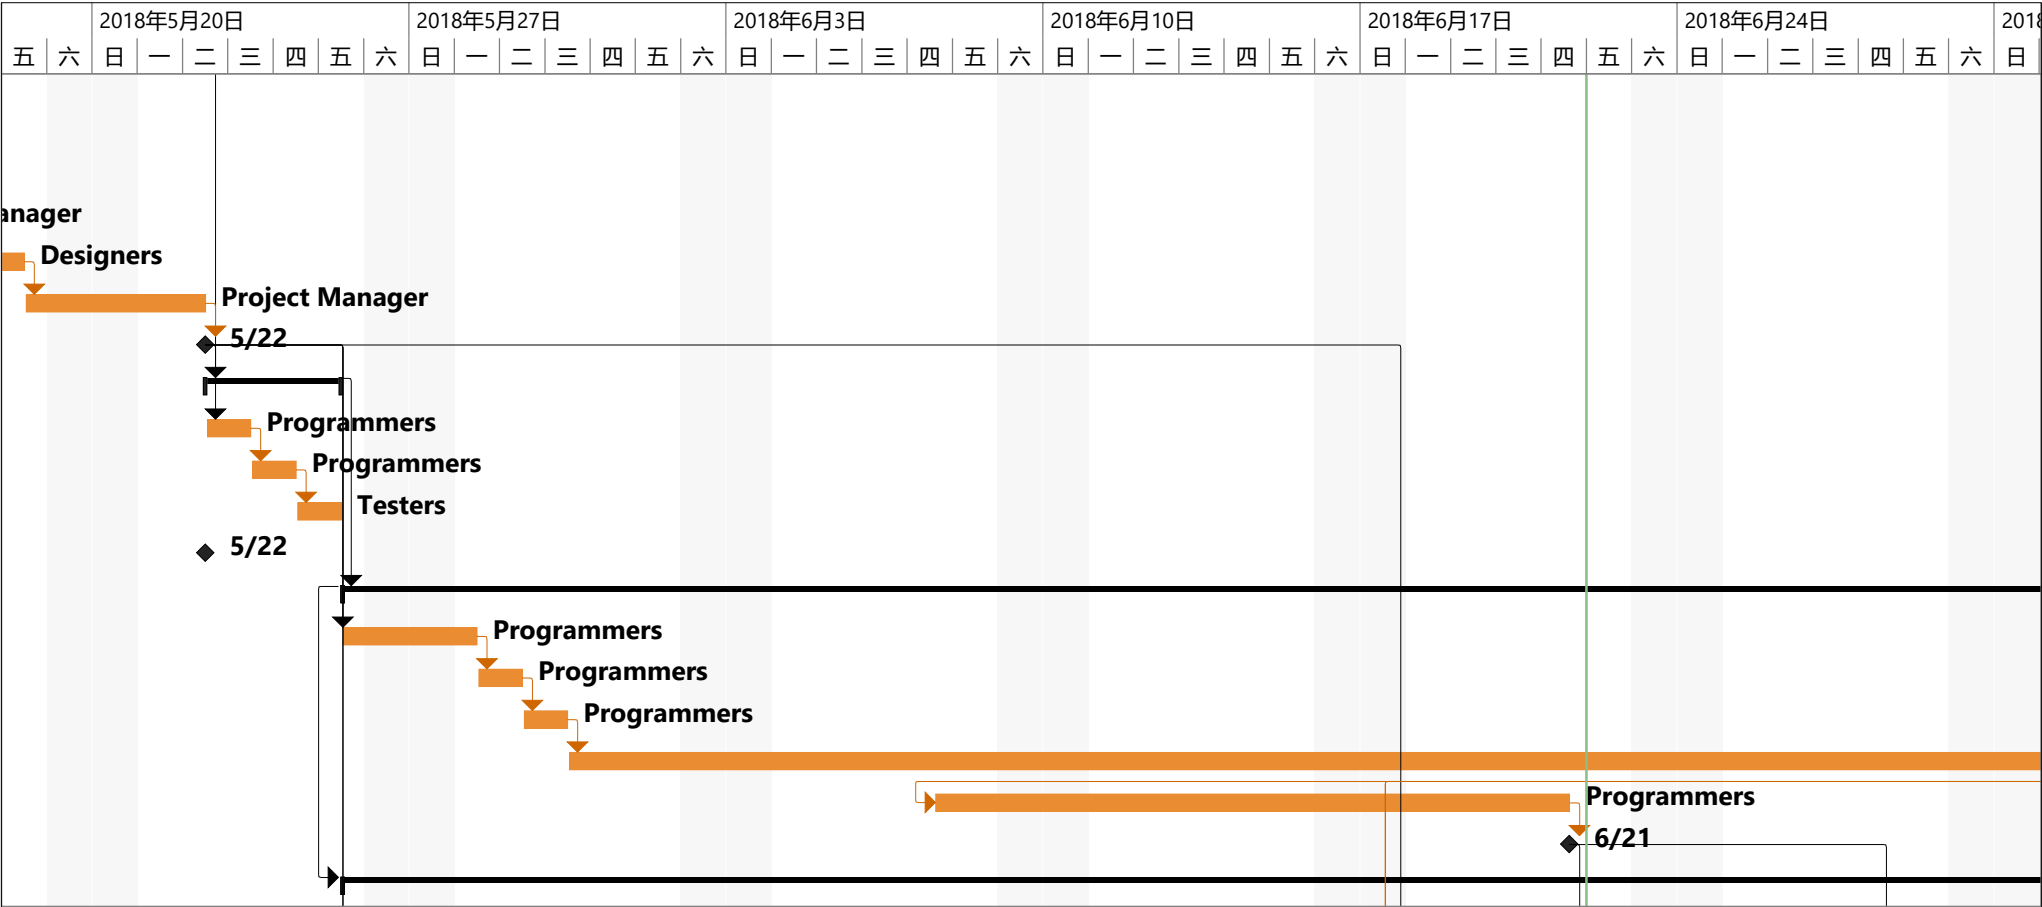 2018年5月20日 2018年5月27日 2018年6月3日 2018年6月10日 2018年6月17日 2018年6月24日 2018
五 六 日 一 二 三 四 五 六 日 一 二 三 四 五 六 日 一 二 三 四 五 六 日 一 二 三 四 五 六 日 一 二 三 四 五 六 日 一 二 三 四 五 六 日
anager
Designers
Project Manager
5/22
Programmers
Programmers
Testers
5/22
Programmers
Programmers
Programmers
Programmers
6/21